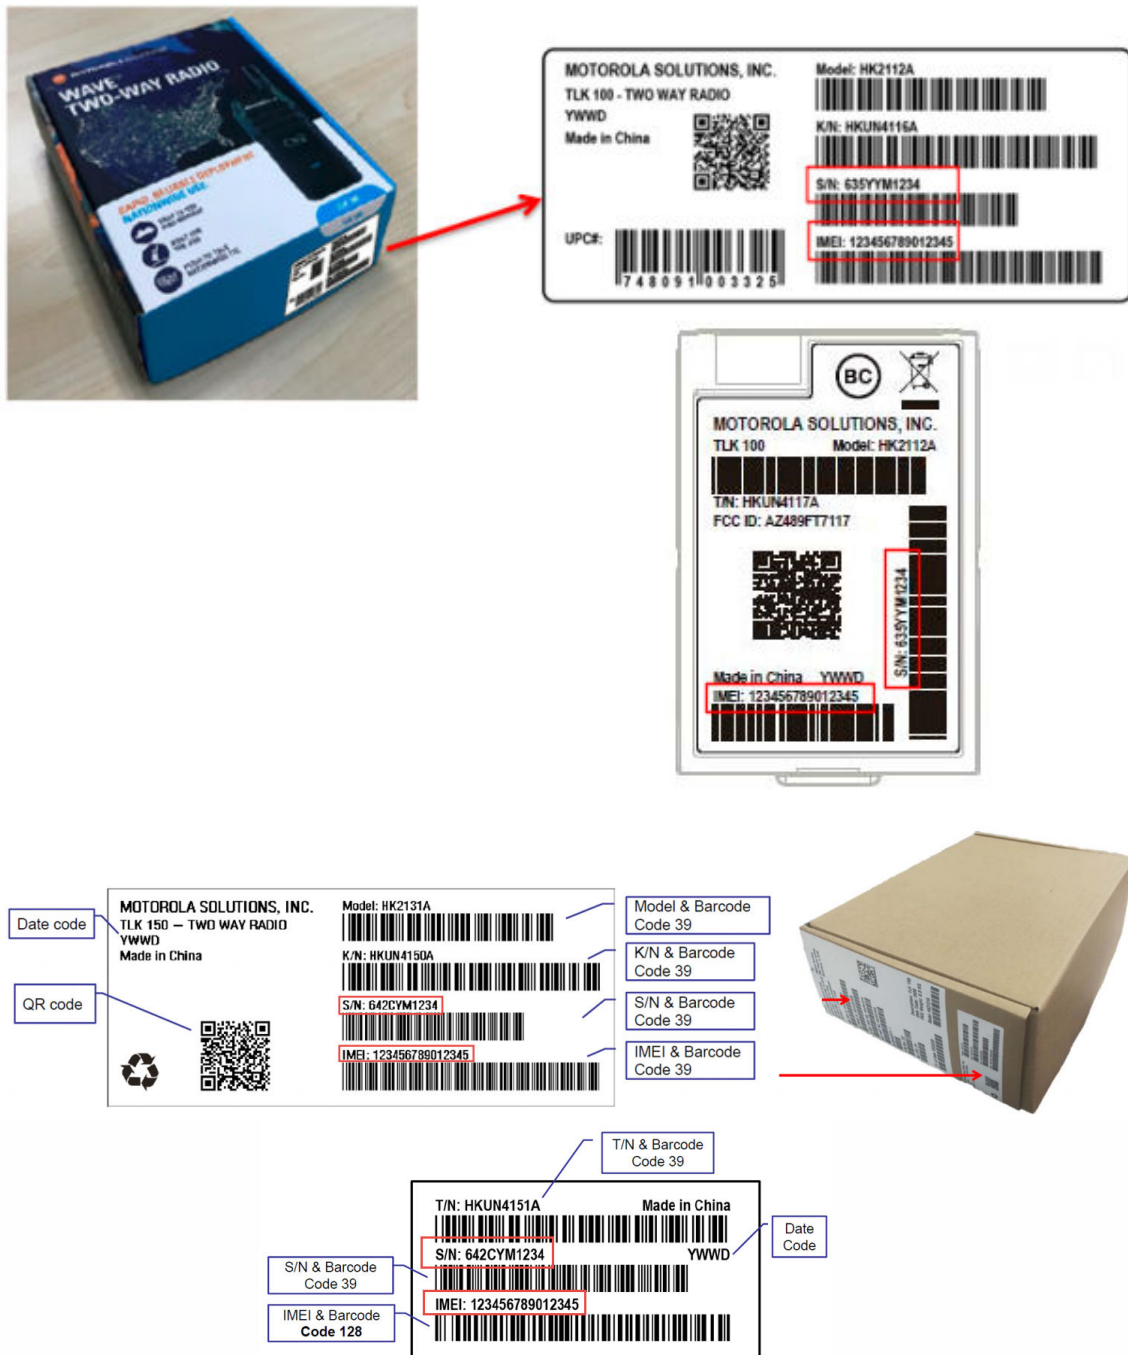 WAVE
TWO-WAY RADIO
RAPID, RELIABLE DEPLOYMENT.
NATIONWIDE USE.
MOTOROLA SOLUTIONS, INC.
TLK 100 - TWO WAY RADIO
YWWD
Made in China
UPC#:
7 48091 00332 5
Model: HK2112A
K/N: HKUN4116A
S/N: 635YYM1234
IMEI: 123456789012345
BC
MOTOROLA SOLUTIONS, INC.
TLK 100 Model: HK2112A
T/N: HKUN4117A
FCC ID: AZ489FT7117
S/N: 635YYM1234
Made in China YWWD
IMEI: 123456789012345
Date code
QR code
MOTOROLA SOLUTIONS, INC.
TLK 150 – TWO WAY RADIO
YWWD
Made in China
Model: HK2131A
K/N: HKUN4150A
S/N: 642CYM1234
IMEI: 123456789012345
Model & Barcode
Code 39
K/N & Barcode
Code 39
S/N & Barcode
Code 39
IMEI & Barcode
Code 39
T/N & Barcode
Code 39
T/N: HKUN4151A Made in China
S/N: 642CYM1234 YWWD
IMEI: 123456789012345
Date
Code
S/N & Barcode
Code 39
IMEI & Barcode
Code 128